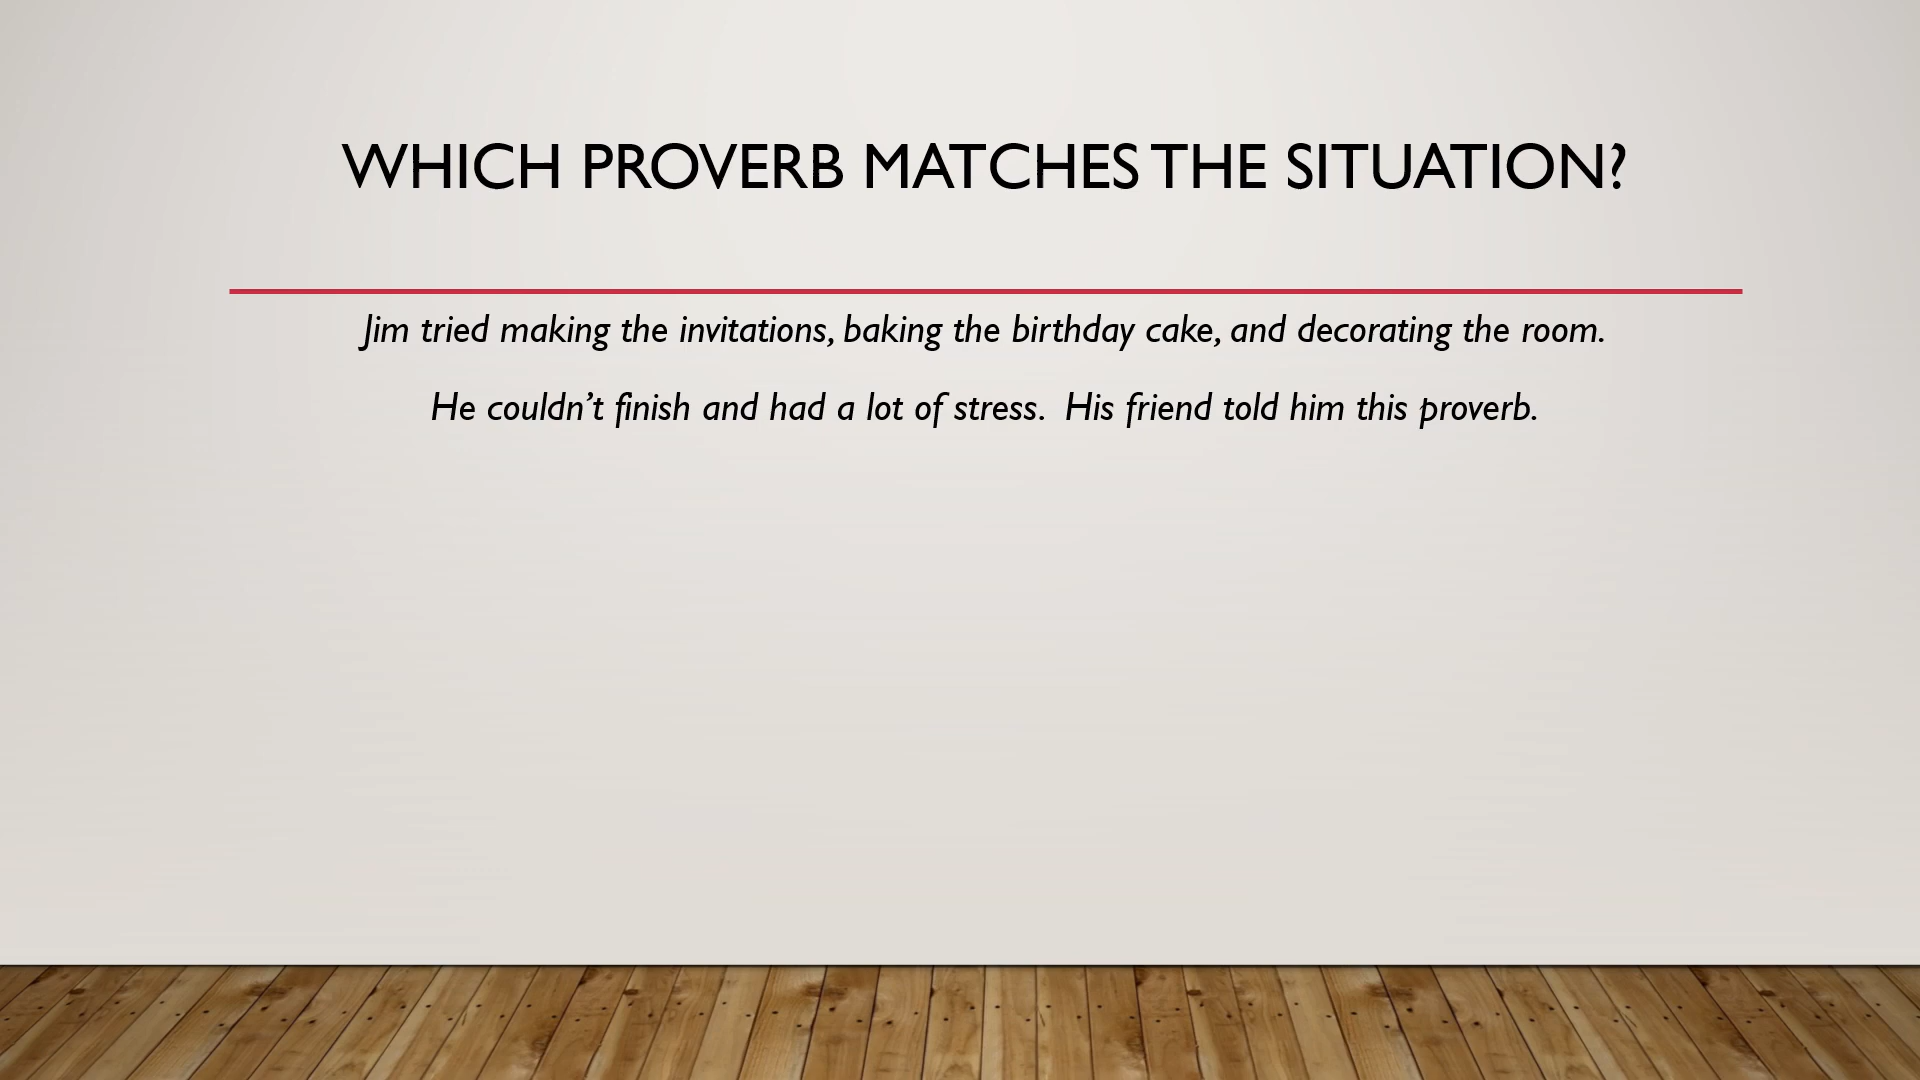 WHICH PROVERB MATCHES THE SITUATION?
Jim tried making the invitations, baking the birthday cake, and decorating the room.
He couldn’t finish and had a lot of stress.  His friend told him this proverb.